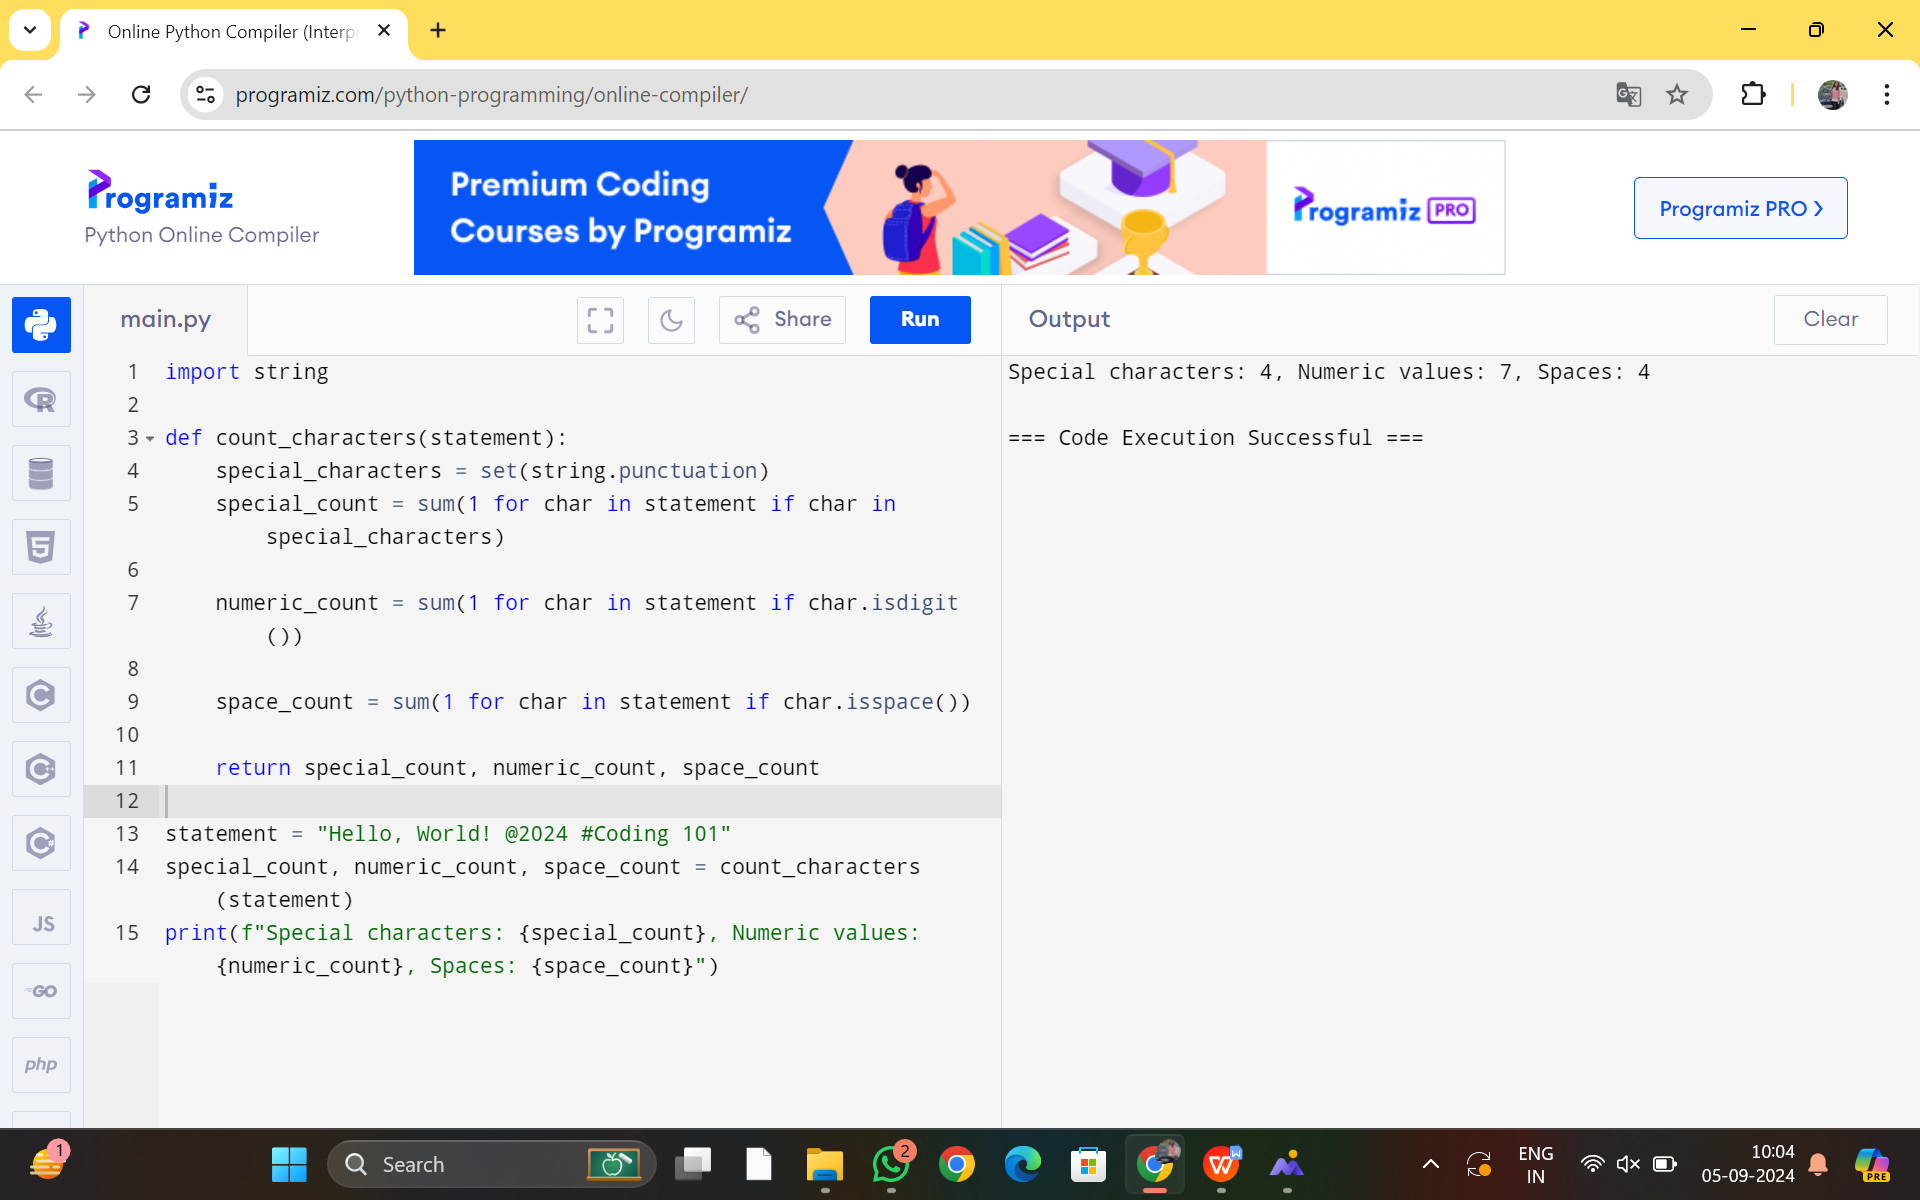 Online Python Compiler (Interp
programiz.com/python-programming/online-compiler/
Programiz
Python Online Compiler
Premium Coding
Courses by Programiz
Programiz PRO
Programiz PRO
main.py
Share
Run
Output
Clear
1 import string
2
3 def count_characters(statement):
4 special_characters = set(string.punctuation)
5 special_count = sum(1 for char in statement if char in
special_characters)
6
7 numeric_count = sum(1 for char in statement if char.isdigit
())
8
9 space_count = sum(1 for char in statement if char.isspace())
10
11 return special_count, numeric_count, space_count
12
13 statement = "Hello, World! @2024 #Coding 101"
14 special_count, numeric_count, space_count = count_characters
(statement)
15 print(f"Special characters: {special_count}, Numeric values:
{numeric_count}, Spaces: {space_count}")
Special characters: 4, Numeric values: 7, Spaces: 4
=== Code Execution Successful ===
R
5
C
C
C
JS
GO
php
1
Search
2
W
W
ENG
IN
10:04
05-09-2024
PRE